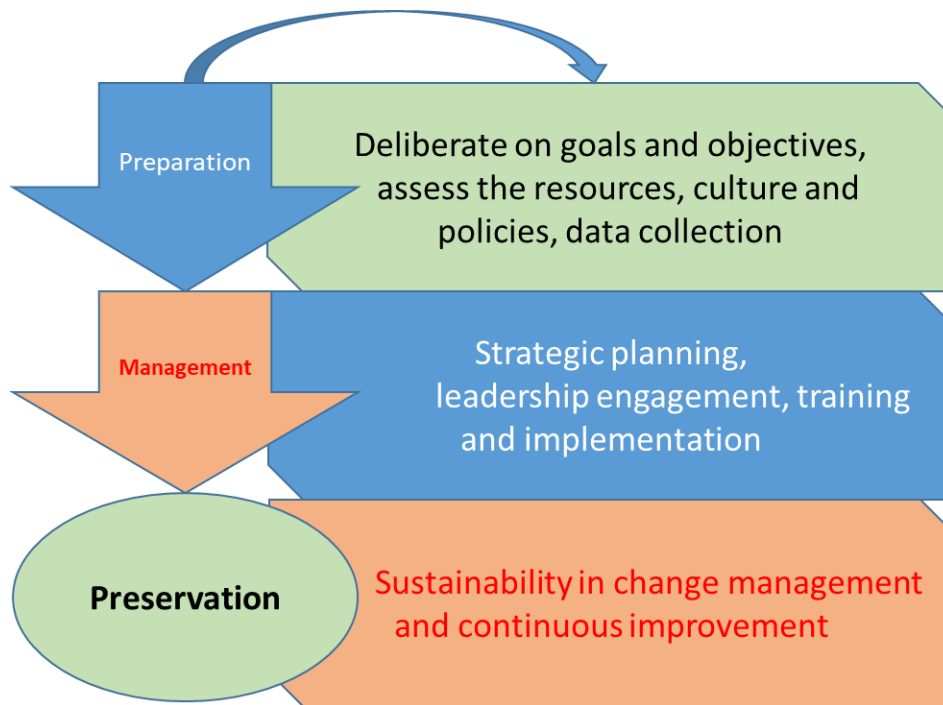 Preparation
Deliberate on goals and objectives,
assess the resources, culture and
policies, data collection
Management
Strategic planning,
leadership engagement, training
and implementation
Preservation
Sustainability in change management
and continuous improvement